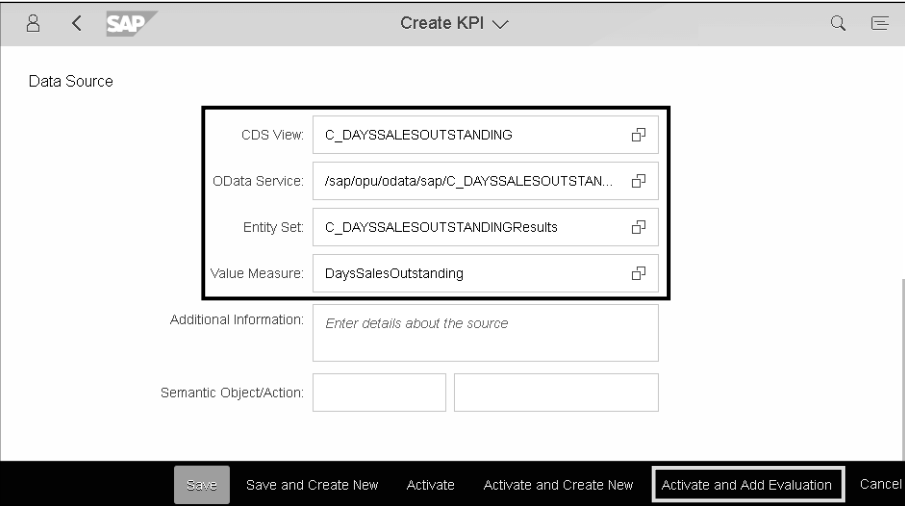 SAP Create KPI
Data Source
CDS View: C_DAYSSALESOUTSTANDING
OData Service: /sap/opu/odata/sap/C_DAYSSALESOUTSTAN...
Entity Set: C_DAYSSALESOUTSTANDINGResults
Value Measure: DaysSalesOutstanding
Additional Information: Enter details about the source
Semantic Object/Action:
Save Save and Create New Activate Activate and Create New Activate and Add Evaluation Cancel